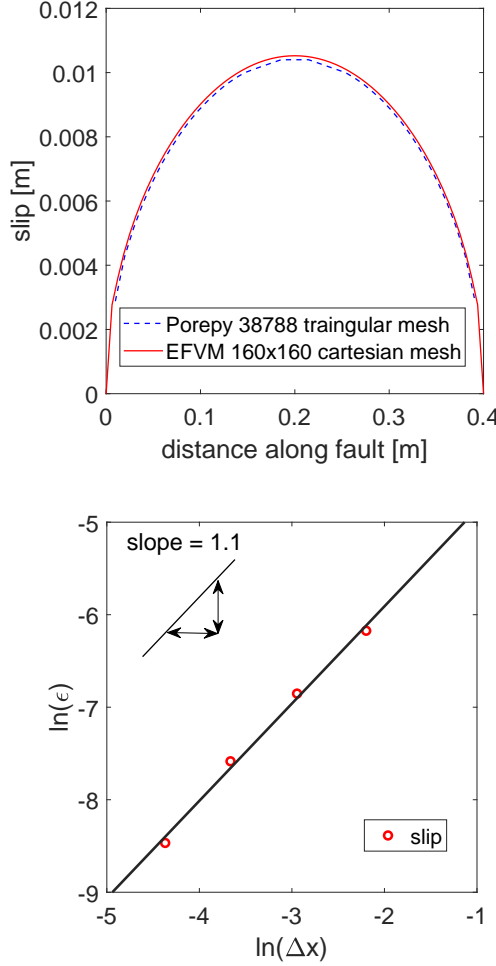 0.012
0.01
0.008
0.006
0.004
0.002
0
slip [m]
Porepy 38788 traingular mesh
EFVM 160x160 cartesian mesh
0 0.1 0.2 0.3 0.4
distance along fault [m]
-5
slope = 1.1
-6
-7
-8
-9
ln(ϵ)
slip
-5 -4 -3 -2 -1
ln(Δx)